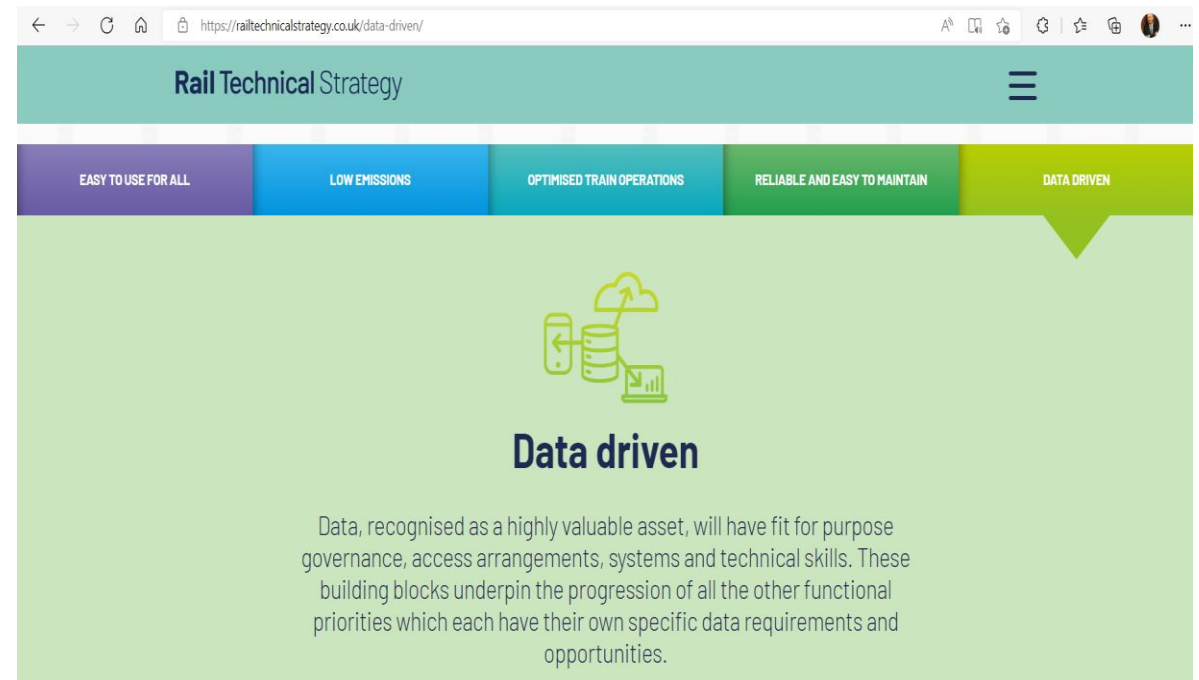 https://railtechnicalstrategy.co.uk/data-driven/
Rail Technical Strategy
EASY TO USE FOR ALL
LOW EMISSIONS
OPTIMISED TRAIN OPERATIONS
RELIABLE AND EASY TO MAINTAIN
DATA DRIVEN
Data driven
Data, recognised as a highly valuable asset, will have fit for purpose
governance, access arrangements, systems and technical skills. These
building blocks underpin the progression of all the other functional
priorities which each have their own specific data requirements and
opportunities.